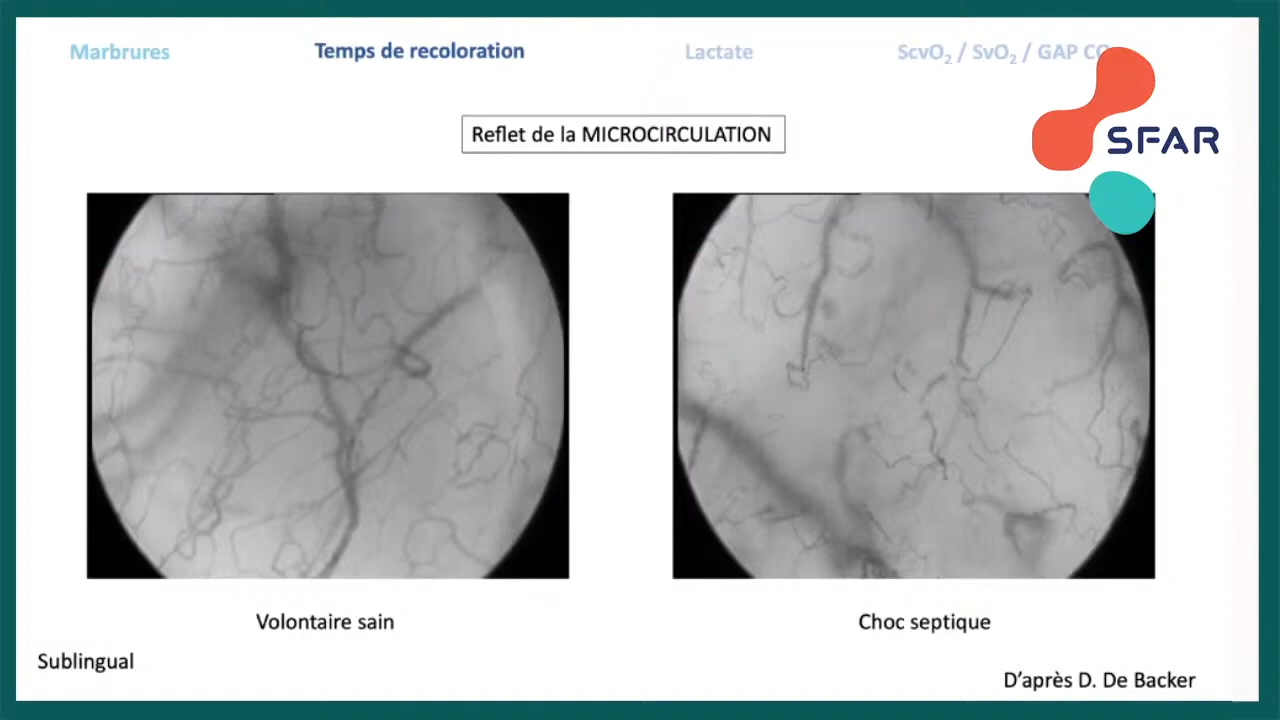 Marbrures
Temps de recoloration
Lactate
ScvO₂ / SvO₂ / GAP CO
SFAR
Reflet de la MICROCIRCULATION
Volontaire sain
Choc septique
Sublingual
D'après D. De Backer